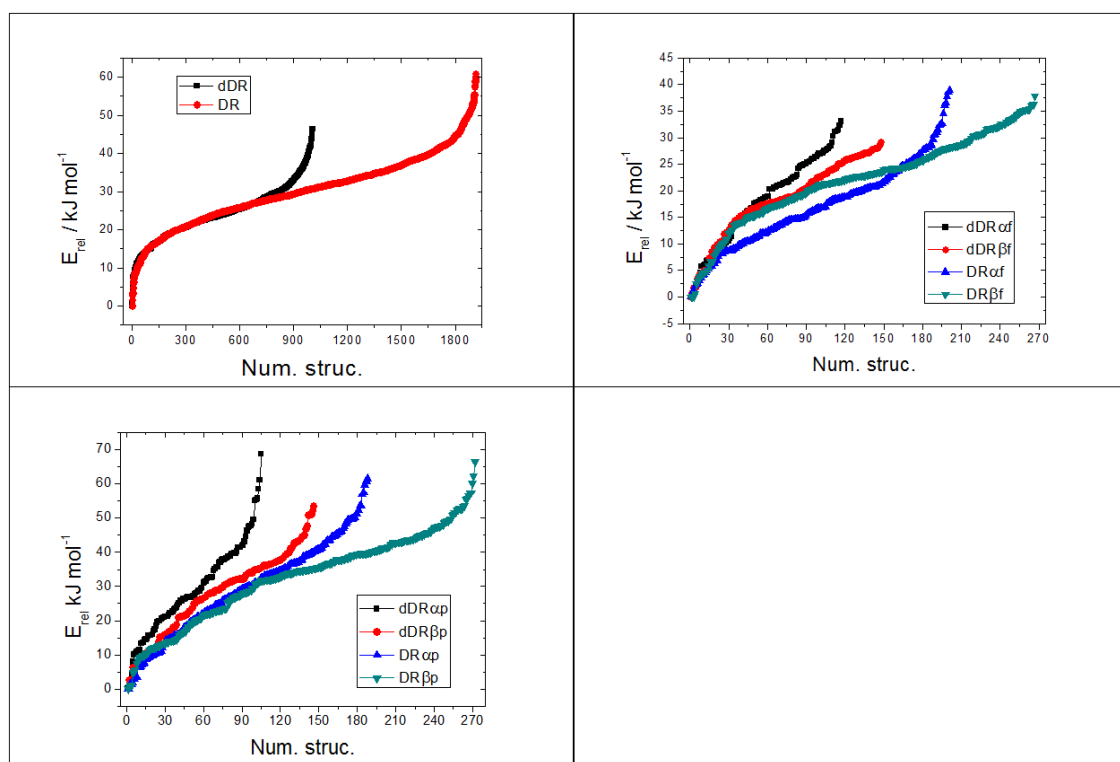 60
50
40
30
20
10
0
E_rel / kJ mol⁻¹
dDR
DR
0 300 600 900 1200 1500 1800
Num. struc.
45
40
35
30
25
20
15
10
5
0
-5
E_rel / kJ mol⁻¹
dDRαf
dDRβf
DRαf
DRβf
0 30 60 90 120 150 180 210 240 270
Num. struc.
70
60
50
40
30
20
10
0
E_rel kJ mol⁻¹
dDRαp
dDRβp
DRαp
DRβp
0 30 60 90 120 150 180 210 240 270
Num. struc.